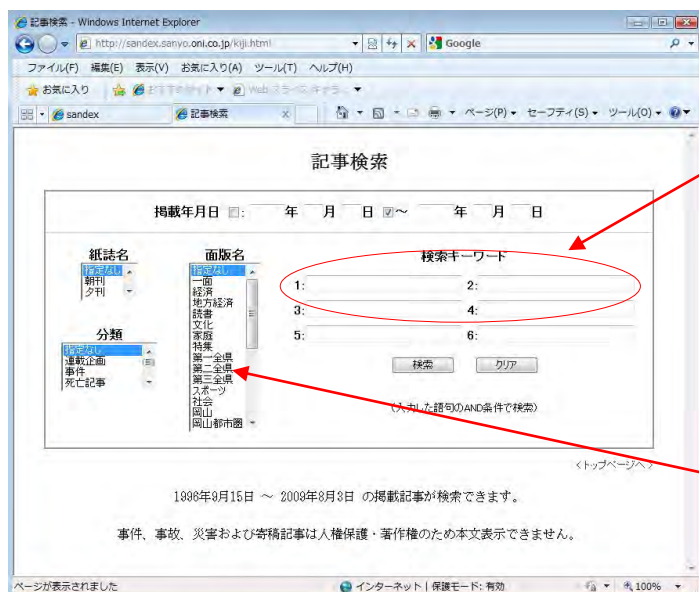 記事検索 - Windows Internet Explorer
http://sandex.sanyo.oni.co.jp/kiji.html
Google
ファイル(F) 編集(E) 表示(V) お気に入り(A) ツール(T) ヘルプ(H)
お気に入り
sandex 記事検索 ページ(P) セーフティ(S) ツール(O)
記事検索
掲載年月日 : 年 月 日 ～ 年 月 日
紙誌名
指定なし
朝刊
夕刊
分類
指定なし
連載企画
事件
死亡記事
面版名
指定なし
一面
経済
地方経済
読書
文化
家庭
特集
第一全県
第二全県
第三全県
スポーツ
社会
岡山
岡山都市圏
検索キーワード
1: 2:
3: 4:
5: 6:
検索 クリア
(入力した語句のAND条件で検索)
<トップページへ>
1996年9月15日 ～ 2009年8月3日 の掲載記事が検索できます。
事件、事故、災害および寄稿記事は人権保護・著作権のため本文表示できません。
ページが表示されました インターネット | 保護モード: 有効 100%